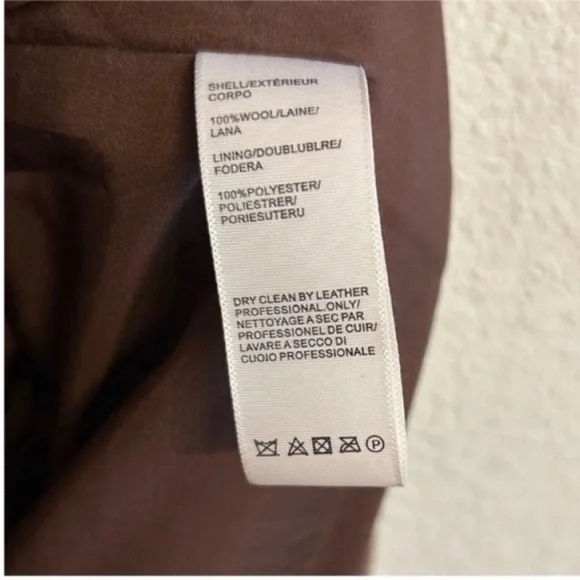 SHELL/EXTÉRIEUR
CORPO
100%WOOL/LAINE/
LANA
LINING/DOUBLUBLRE/
FODERA
100%POLYESTER/
POLIESTRER/
PORIESUTERU
DRY CLEAN BY LEATHER
PROFESSIONAL.ONLY/
NETTOYAGE A SEC PAR
PROFESSIONEL DE CUIR/
LAVARE A SECCO DI
CUOIO PROFESSIONALE
P